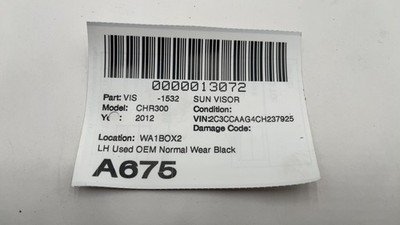 0000013072
Part: VIS -1532 SUN VISOR
Model: CHR300 Condition:
Year: 2012 VIN:2C3CCAAG4CH237925
Damage Code:
Location: WA1BOX2
LH Used OEM Normal Wear Black
A675